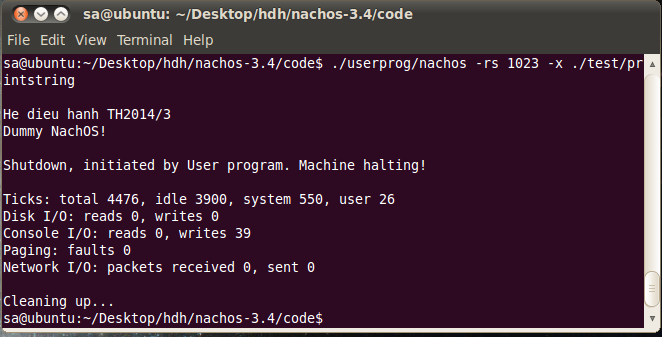 sa@ubuntu: ~/Desktop/hdh/nachos-3.4/code
File Edit View Terminal Help
sa@ubuntu:~/Desktop/hdh/nachos-3.4/code$ ./userprog/nachos -rs 1023 -x ./test/pr
intstring
He dieu hanh TH2014/3
Dummy NachOS!
Shutdown, initiated by User program. Machine halting!
Ticks: total 4476, idle 3900, system 550, user 26
Disk I/O: reads 0, writes 0
Console I/O: reads 0, writes 39
Paging: faults 0
Network I/O: packets received 0, sent 0
Cleaning up...
sa@ubuntu:~/Desktop/hdh/nachos-3.4/code$